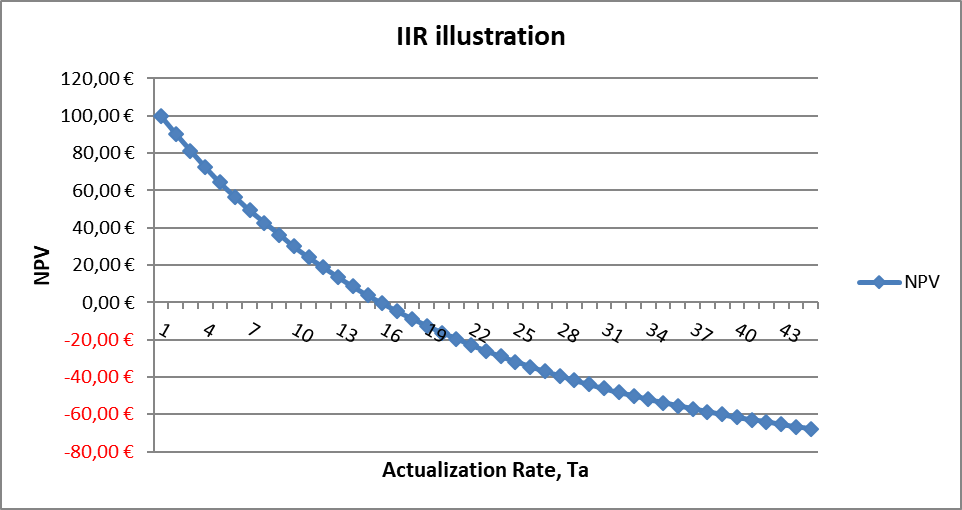 IIR illustration
120,00 €
100,00 €
80,00 €
60,00 €
40,00 €
20,00 €
0,00 €
-20,00 €
-40,00 €
-60,00 €
-80,00 €
NPV
1 4 7 10 13 16 19 22 25 28 31 34 37 40 43
Actualization Rate, Ta
NPV